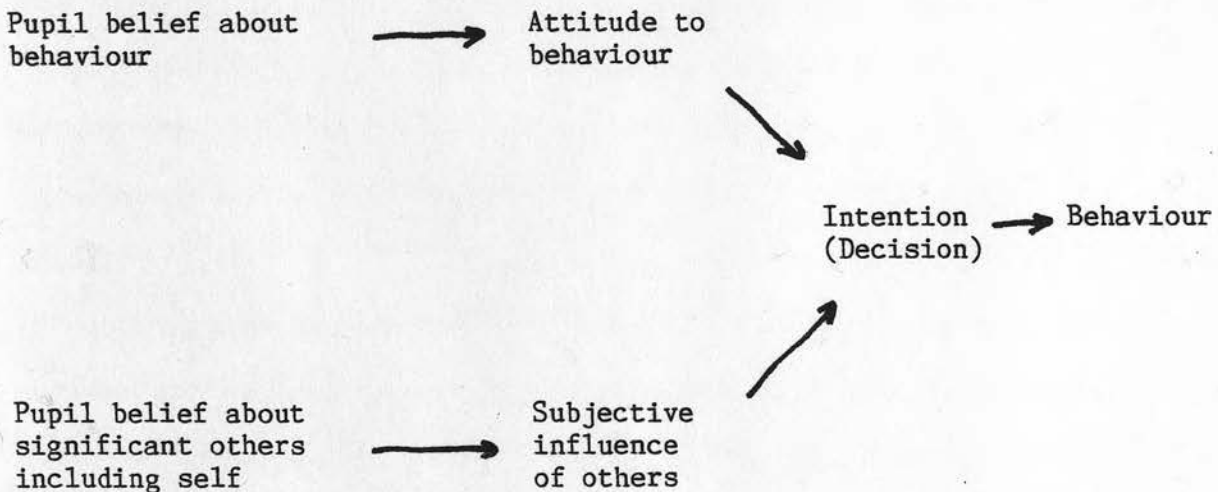 Pupil belief about
behaviour
Attitude to
behaviour
Intention
(Decision)
Behaviour
Pupil belief about
significant others
including self
Subjective
influence
of others